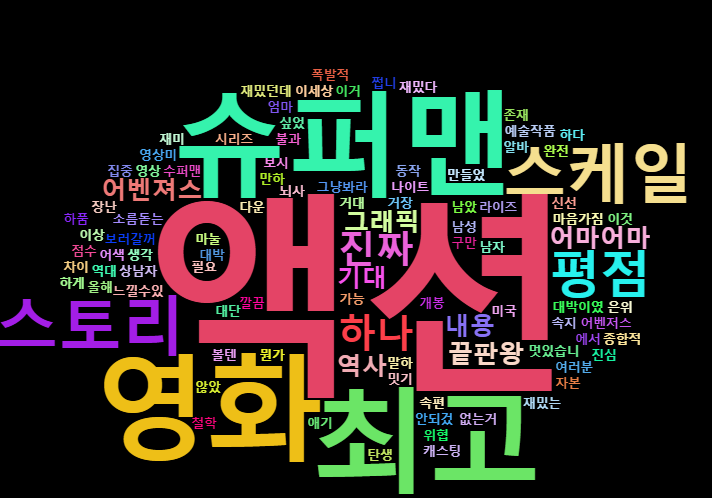 폭발적
재밌던데 이세상 이거 쩝니 재밌다
엄마 슈퍼맨
싶었 존재
재미 시리즈 불과 예술작품 하다
영상미 보시 알바 완전
집중 영상 수퍼맨 동작 만들었 스케일
어벤져스 만하 뇌사 그냥봐라 나이트
장난 다운 거대 거장 남았 라이즈 신선
하품 소름돋는 액션 그래픽 마음가짐 이것
이상 보러갈꺼 마눌 진짜 남성 어마어마
점수 어색 생각 대박 구만 남자
차이 역대 상남자 필요 기대 평점
하게 올해 느낄수있 깔끔 가능 개봉
스토리 대단 하나 내용 미국 대박이였 은위
속지 어벤저스
볼텐 뭔가 역사 말하 끝판왕 에서 종합적
멋있습니 진심
영화 않았 멋기 여러분
최고 속편 자본
재밌는
철학 얘기 안되겄 없는거
위협
탄생 캐스팅